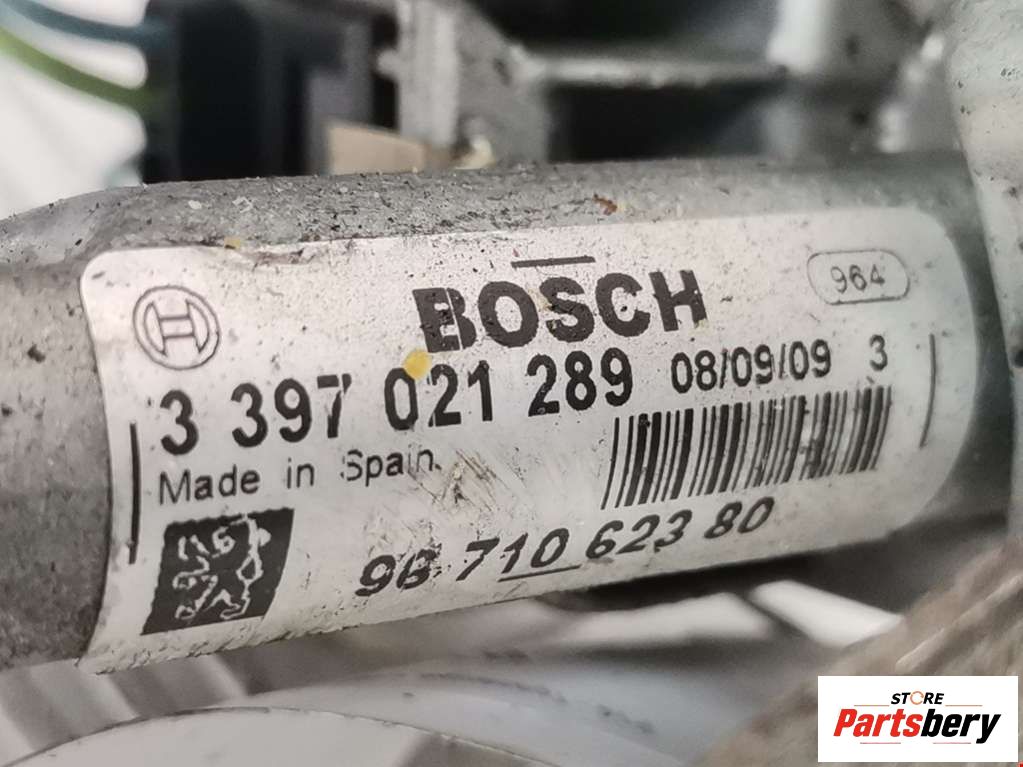 BOSCH
964
3 397 021 289 08/09/09 3
Made in Spain
96 710 623 80
STORE
Partsbery